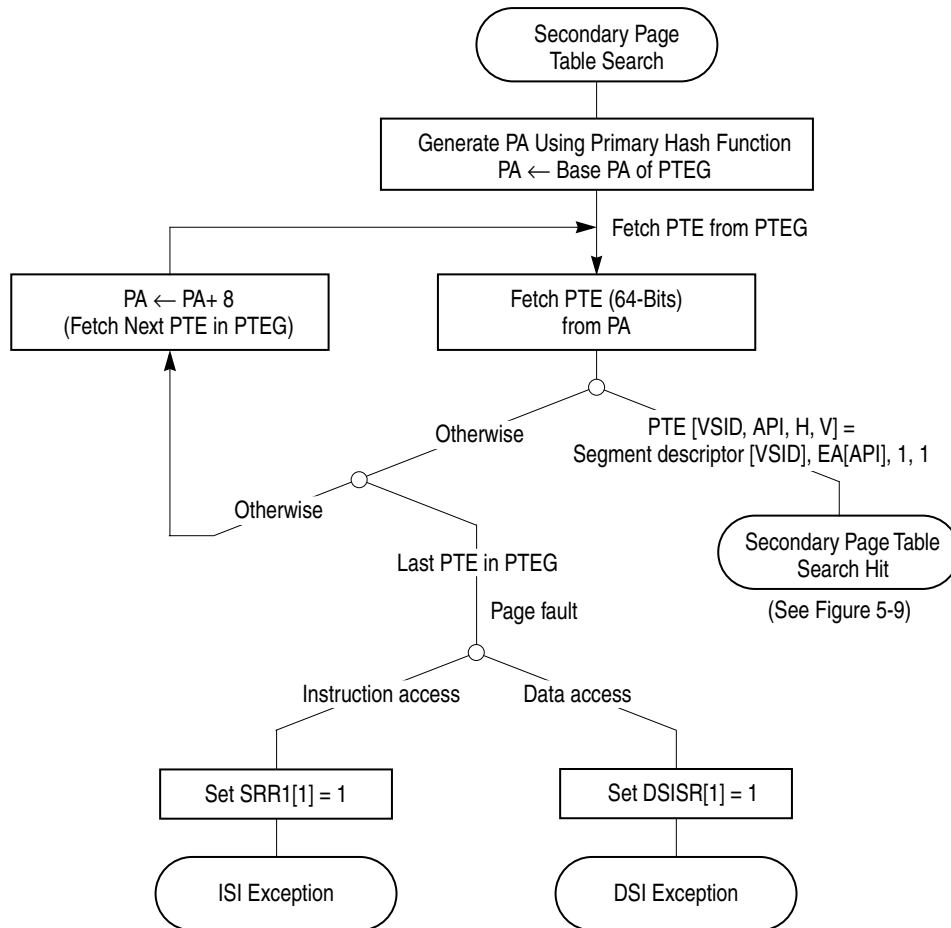 Secondary Page
Table Search
Generate PA Using Primary Hash Function
PA ← Base PA of PTEG
Fetch PTE from PTEG
PA ← PA+ 8
(Fetch Next PTE in PTEG)
Fetch PTE (64-Bits)
from PA
Otherwise
PTE [VSID, API, H, V] =
Segment descriptor [VSID], EA[API], 1, 1
Otherwise
Secondary Page Table
Search Hit
(See Figure 5-9)
Last PTE in PTEG
Page fault
Instruction access
Data access
Set SRR1[1] = 1
Set DSISR[1] = 1
ISI Exception
DSI Exception